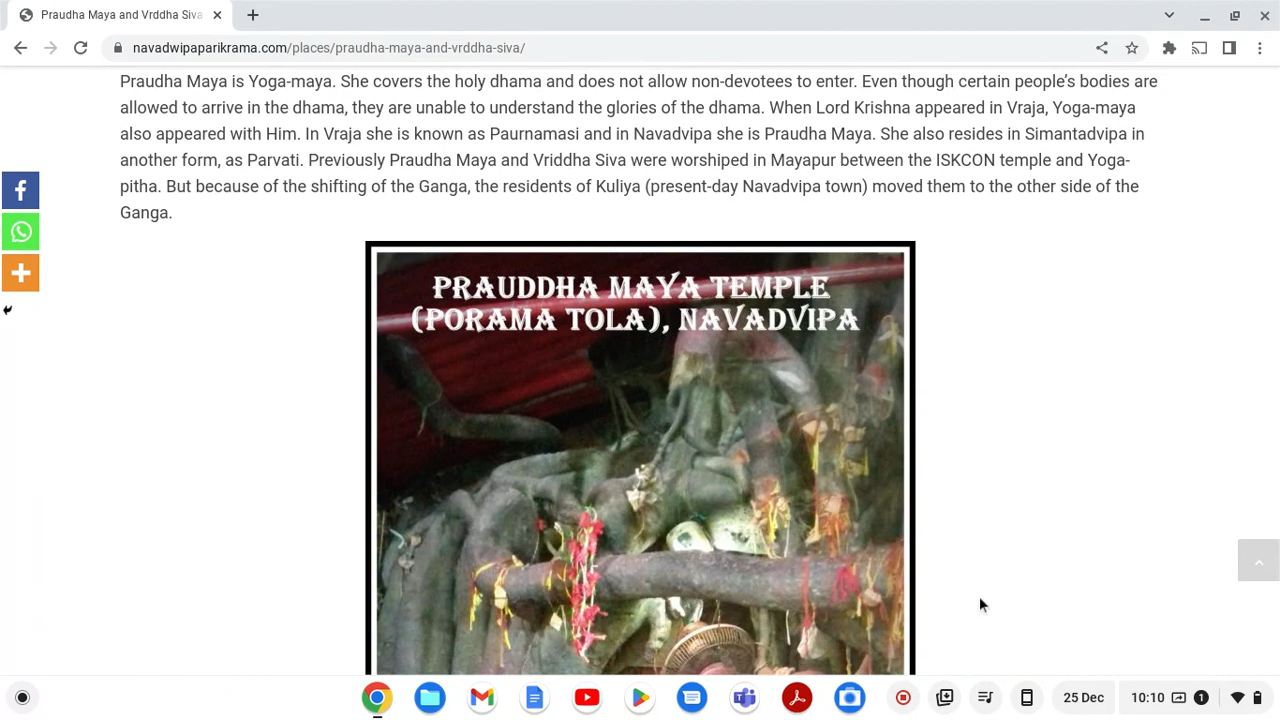 Praudha Maya and Vrddha Siva
navadwipaparikrama.com/places/praudha-maya-and-vrddha-siva/
Praudha Maya is Yoga-maya. She covers the holy dhama and does not allow non-devotees to enter. Even though certain people’s bodies are
allowed to arrive in the dhama, they are unable to understand the glories of the dhama. When Lord Krishna appeared in Vraja, Yoga-maya
also appeared with Him. In Vraja she is known as Paurnamasi and in Navadvipa she is Praudha Maya. She also resides in Simantadvipa in
another form, as Parvati. Previously Praudha Maya and Vriddha Siva were worshiped in Mayapur between the ISKCON temple and Yoga-
pitha. But because of the shifting of the Ganga, the residents of Kuliya (present-day Navadvipa town) moved them to the other side of the
Ganga.
PRAUDDHA MAYA TEMPLE
(PORAMA TOLA), NAVADVIPA
25 Dec
10:10
1